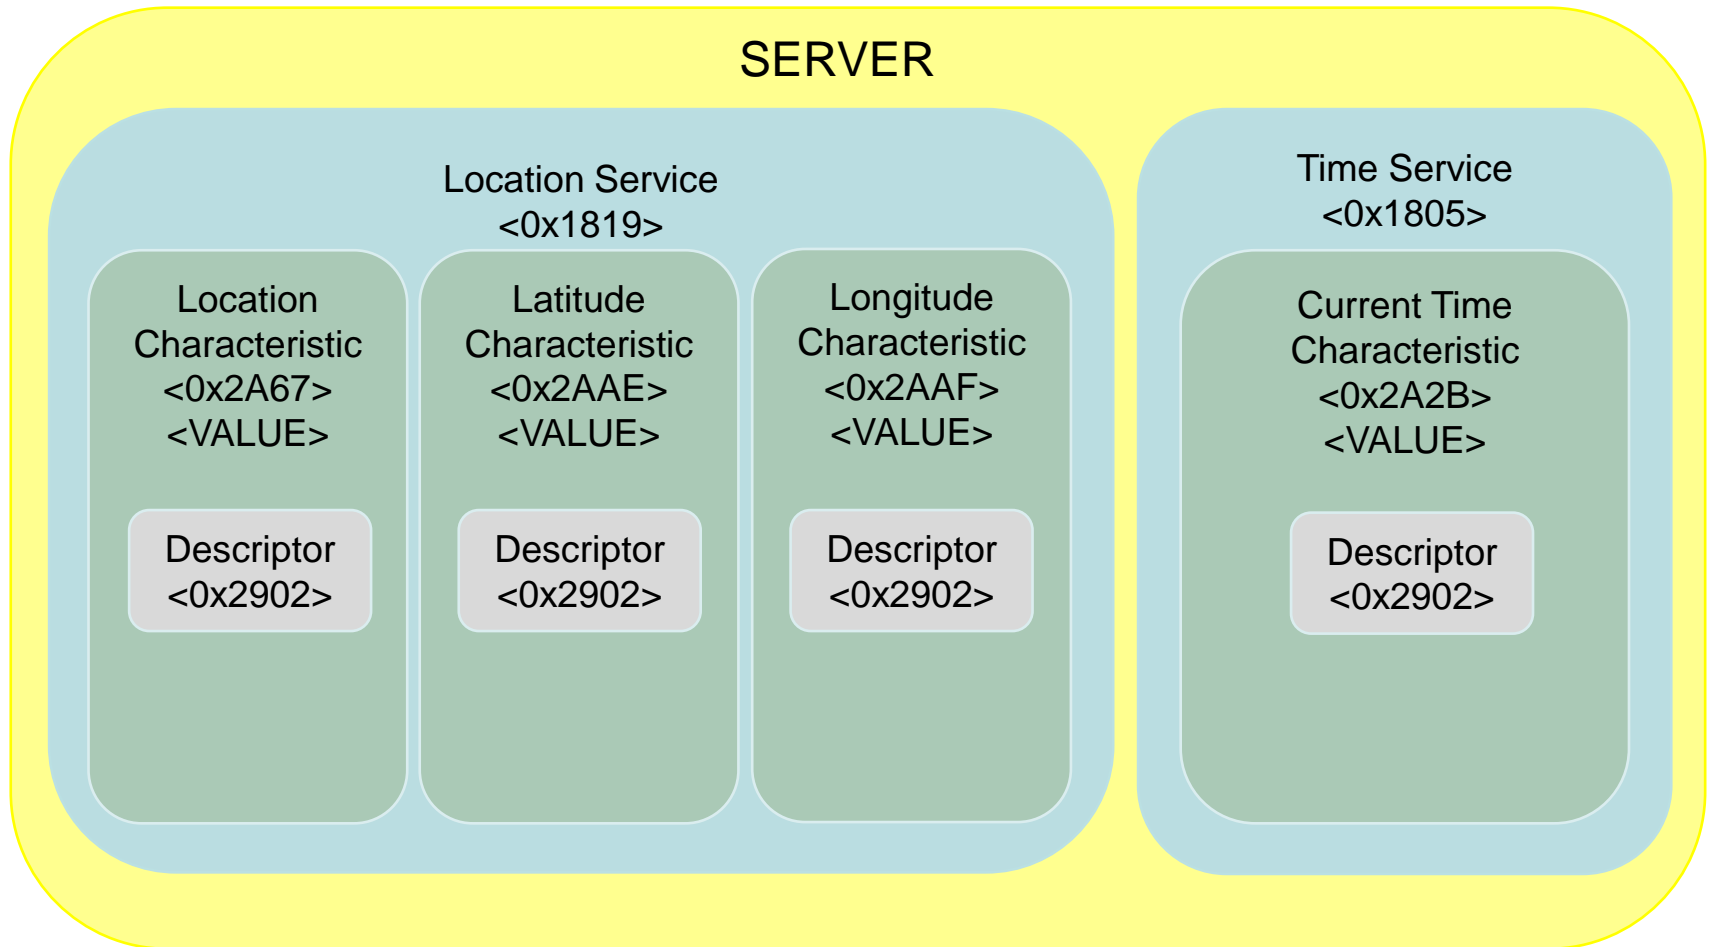 SERVER
Location Service
<0x1819>
Location
Characteristic
<0x2A67>
<VALUE>
Descriptor
<0x2902>
Latitude
Characteristic
<0x2AAE>
<VALUE>
Descriptor
<0x2902>
Longitude
Characteristic
<0x2AAF>
<VALUE>
Descriptor
<0x2902>
Time Service
<0x1805>
Current Time
Characteristic
<0x2A2B>
<VALUE>
Descriptor
<0x2902>